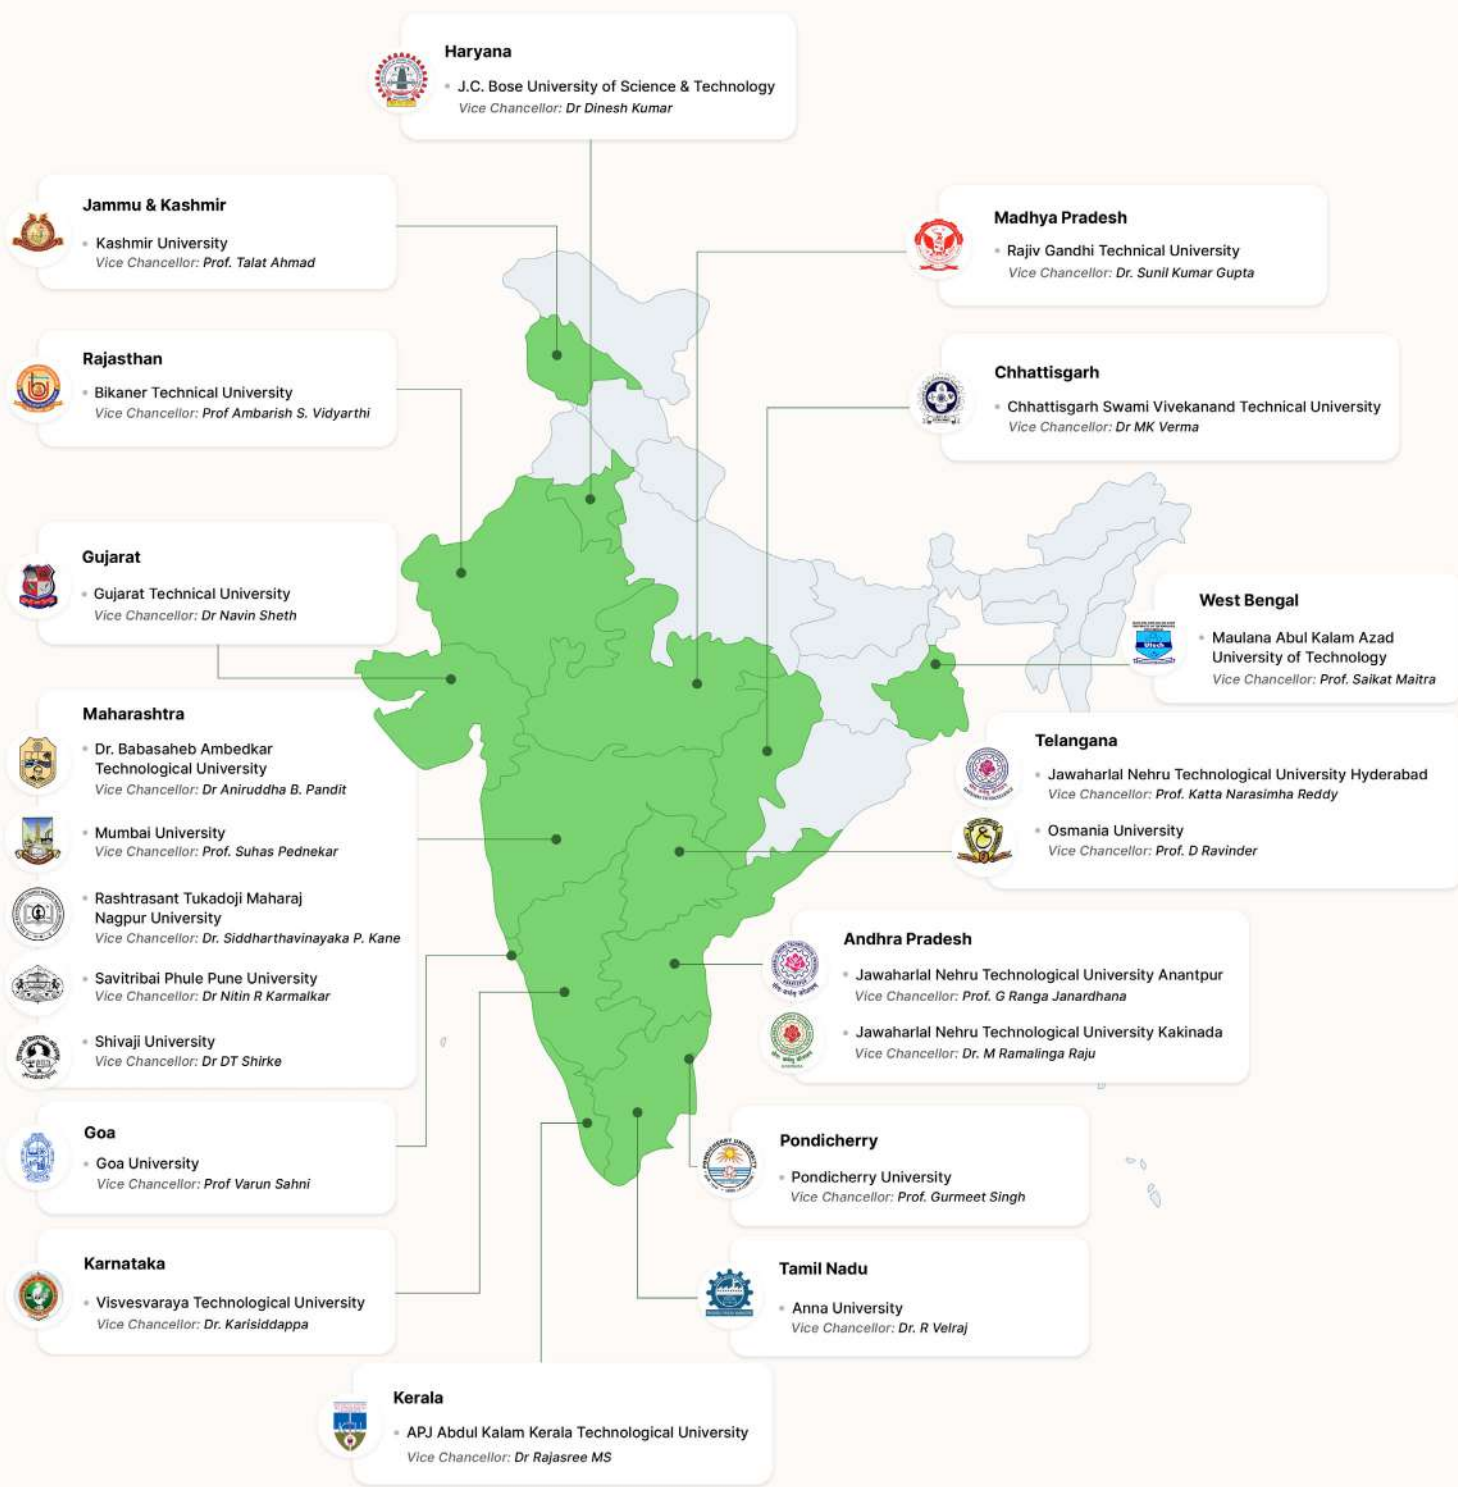 Haryana
J.C. Bose University of Science & Technology
Vice Chancellor: Dr Dinesh Kumar
Jammu & Kashmir
Kashmir University
Vice Chancellor: Prof. Talat Ahmad
Madhya Pradesh
Rajiv Gandhi Technical University
Vice Chancellor: Dr. Sunil Kumar Gupta
Rajasthan
Bikaner Technical University
Vice Chancellor: Prof Ambarish S. Vidyarthi
Chhattisgarh
Chhattisgarh Swami Vivekanand Technical University
Vice Chancellor: Dr MK Verma
Gujarat
Gujarat Technical University
Vice Chancellor: Dr Navin Sheth
West Bengal
Maulana Abul Kalam Azad
University of Technology
Vice Chancellor: Prof. Saikat Maitra
Maharashtra
Dr. Babasaheb Ambedkar
Technological University
Vice Chancellor: Dr Aniruddha B. Pandit
Mumbai University
Vice Chancellor: Prof. Suhas Pednekar
Rashtrasant Tukadoji Maharaj
Nagpur University
Vice Chancellor: Dr. Siddharthavinayaka P. Kane
Savitribai Phule Pune University
Vice Chancellor: Dr Nitin R Karmalkar
Shivaji University
Vice Chancellor: Dr DT Shirke
Telangana
Jawaharlal Nehru Technological University Hyderabad
Vice Chancellor: Prof. Katta Narasimha Reddy
Osmania University
Vice Chancellor: Prof. D Ravinder
Andhra Pradesh
Jawaharlal Nehru Technological University Anantpur
Vice Chancellor: Prof. G Ranga Janardhana
Jawaharlal Nehru Technological University Kakinada
Vice Chancellor: Dr. M Ramalinga Raju
Goa
Goa University
Vice Chancellor: Prof Varun Sahni
Pondicherry
Pondicherry University
Vice Chancellor: Prof. Gurmeet Singh
Karnataka
Visvesvaraya Technological University
Vice Chancellor: Dr. Karisiddappa
Tamil Nadu
Anna University
Vice Chancellor: Dr. R Velraj
Kerala
APJ Abdul Kalam Kerala Technological University
Vice Chancellor: Dr Rajasree MS